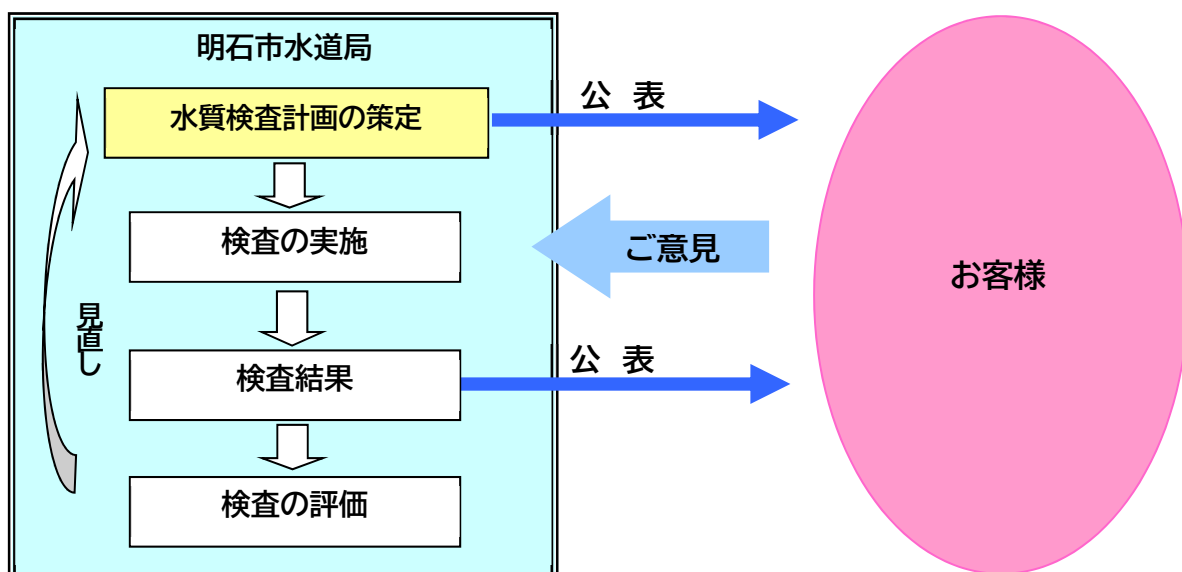 明石市水道局
水質検査計画の策定
公 表
検査の実施
ご意見
お客様
見直し
検査結果
公 表
検査の評価